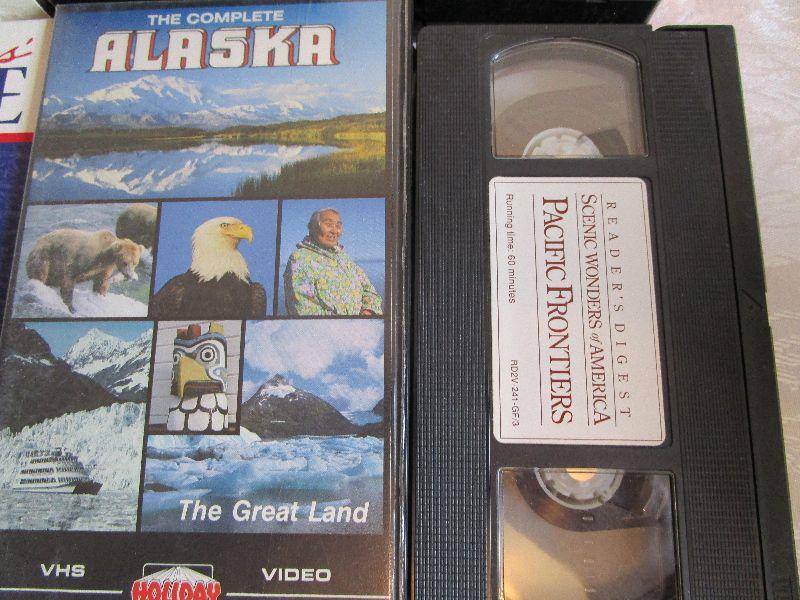 s'
E
THE COMPLETE
ALASKA
The Great Land
VHS
HOLIDAY
VIDEO
READER'S DIGEST
SCENIC WONDERS of AMERICA
PACIFIC FRONTIERS
Running time: 60 minutes
RD2V-241-GF/3